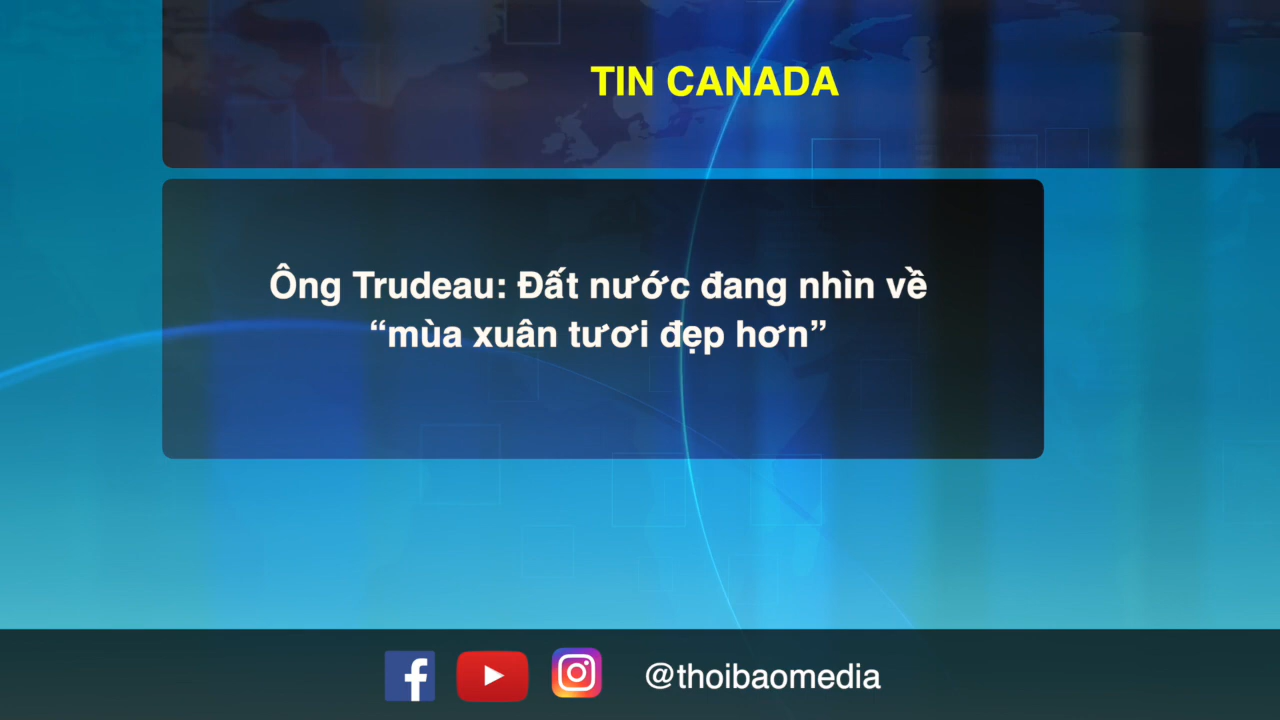 TIN CANADA
Ông Trudeau: Đất nước đang nhìn về
“mùa xuân tươi đẹp hơn”
@thoibaomedia